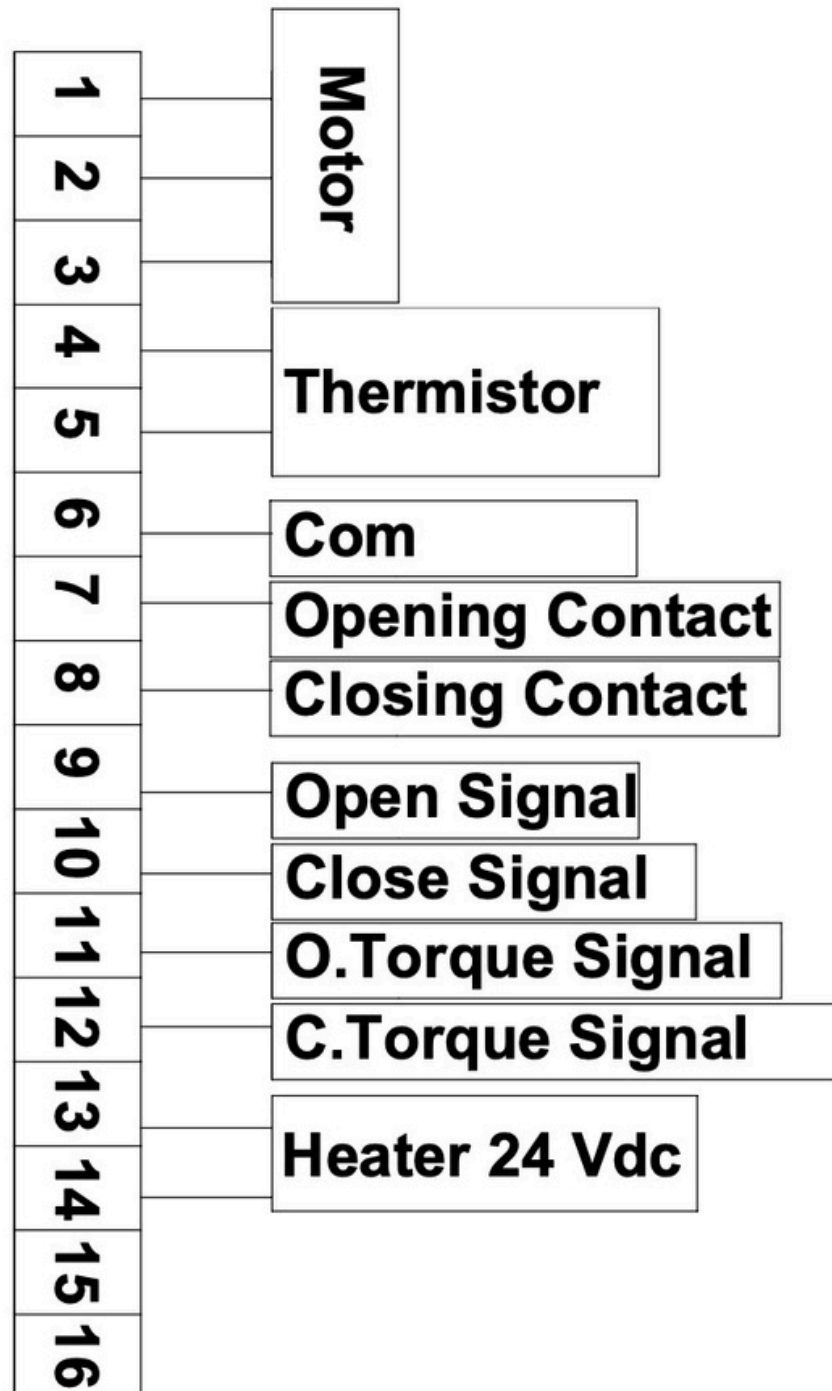 1
2
3
4
5
6
7
8
9
10
11
12
13
14
15
16
Motor
Thermistor
Com
Opening Contact
Closing Contact
Open Signal
Close Signal
O.Torque Signal
C.Torque Signal
Heater 24 Vdc